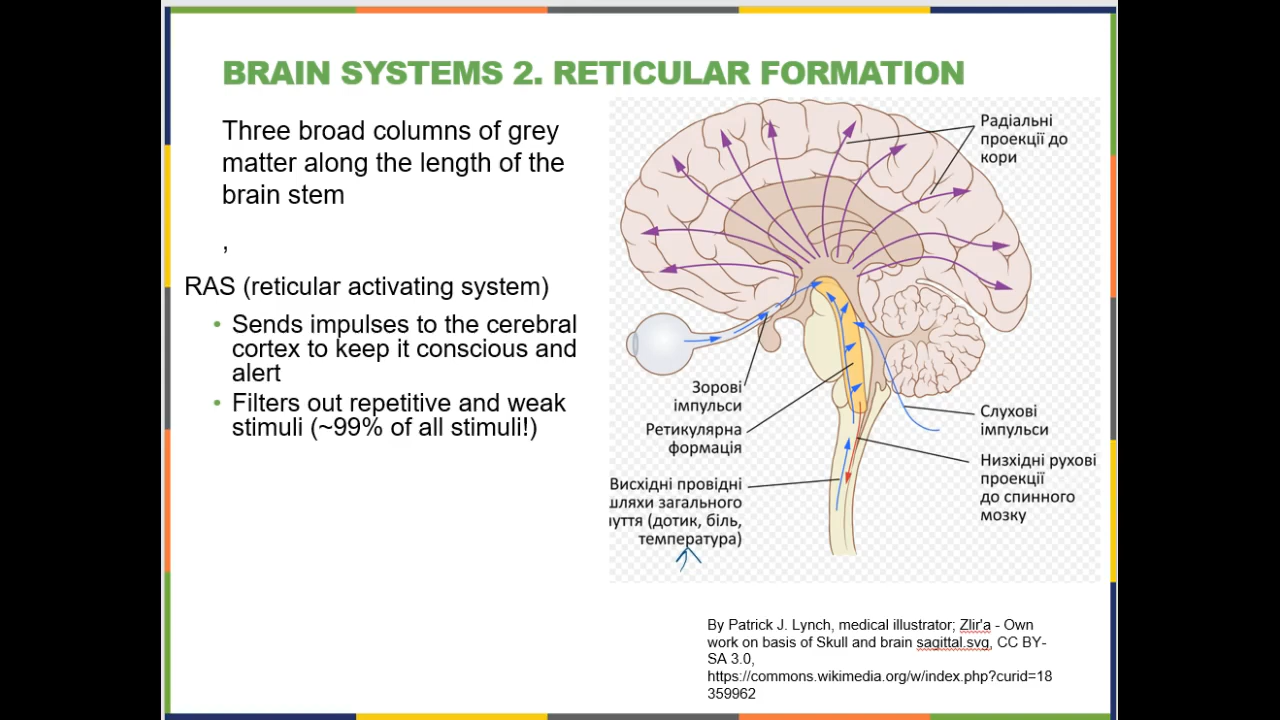 BRAIN SYSTEMS 2. RETICULAR FORMATION
Three broad columns of grey
matter along the length of the
brain stem
,
RAS (reticular activating system)
• Sends impulses to the cerebral
cortex to keep it conscious and
alert
• Filters out repetitive and weak
stimuli (~99% of all stimuli!)
Радіальні
проекції до
кори
Зорові
імпульси
Ретикулярна
формація
Висхідні провідні
шляхи загального
чуття (дотик, біль,
температура)
Слухові
імпульси
Низхідні рухові
проекції
до спинного
мозку
By Patrick J. Lynch, medical illustrator; Zlir'a - Own
work on basis of Skull and brain sagittal.svg, CC BY-
SA 3.0,
https://commons.wikimedia.org/w/index.php?curid=18
359962